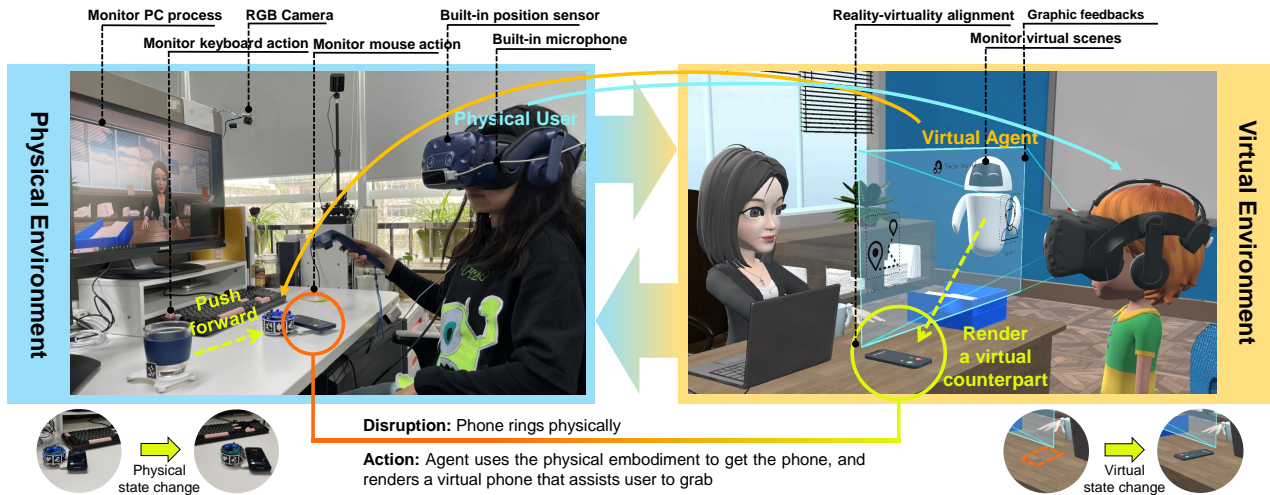 Monitor PC process
RGB Camera
Built-in position sensor
Reality-virtuality alignment
Graphic feedbacks
Monitor keyboard action
Monitor mouse action
Built-in microphone
Monitor virtual scenes
Physical Environment
Physical User
Push
forward
Virtual Agent
Render
a virtual
counterpart
Virtual Environment
Disruption: Phone rings physically
Action: Agent uses the physical embodiment to get the phone, and
renders a virtual phone that assists user to grab
Physical
state change
Virtual
state change